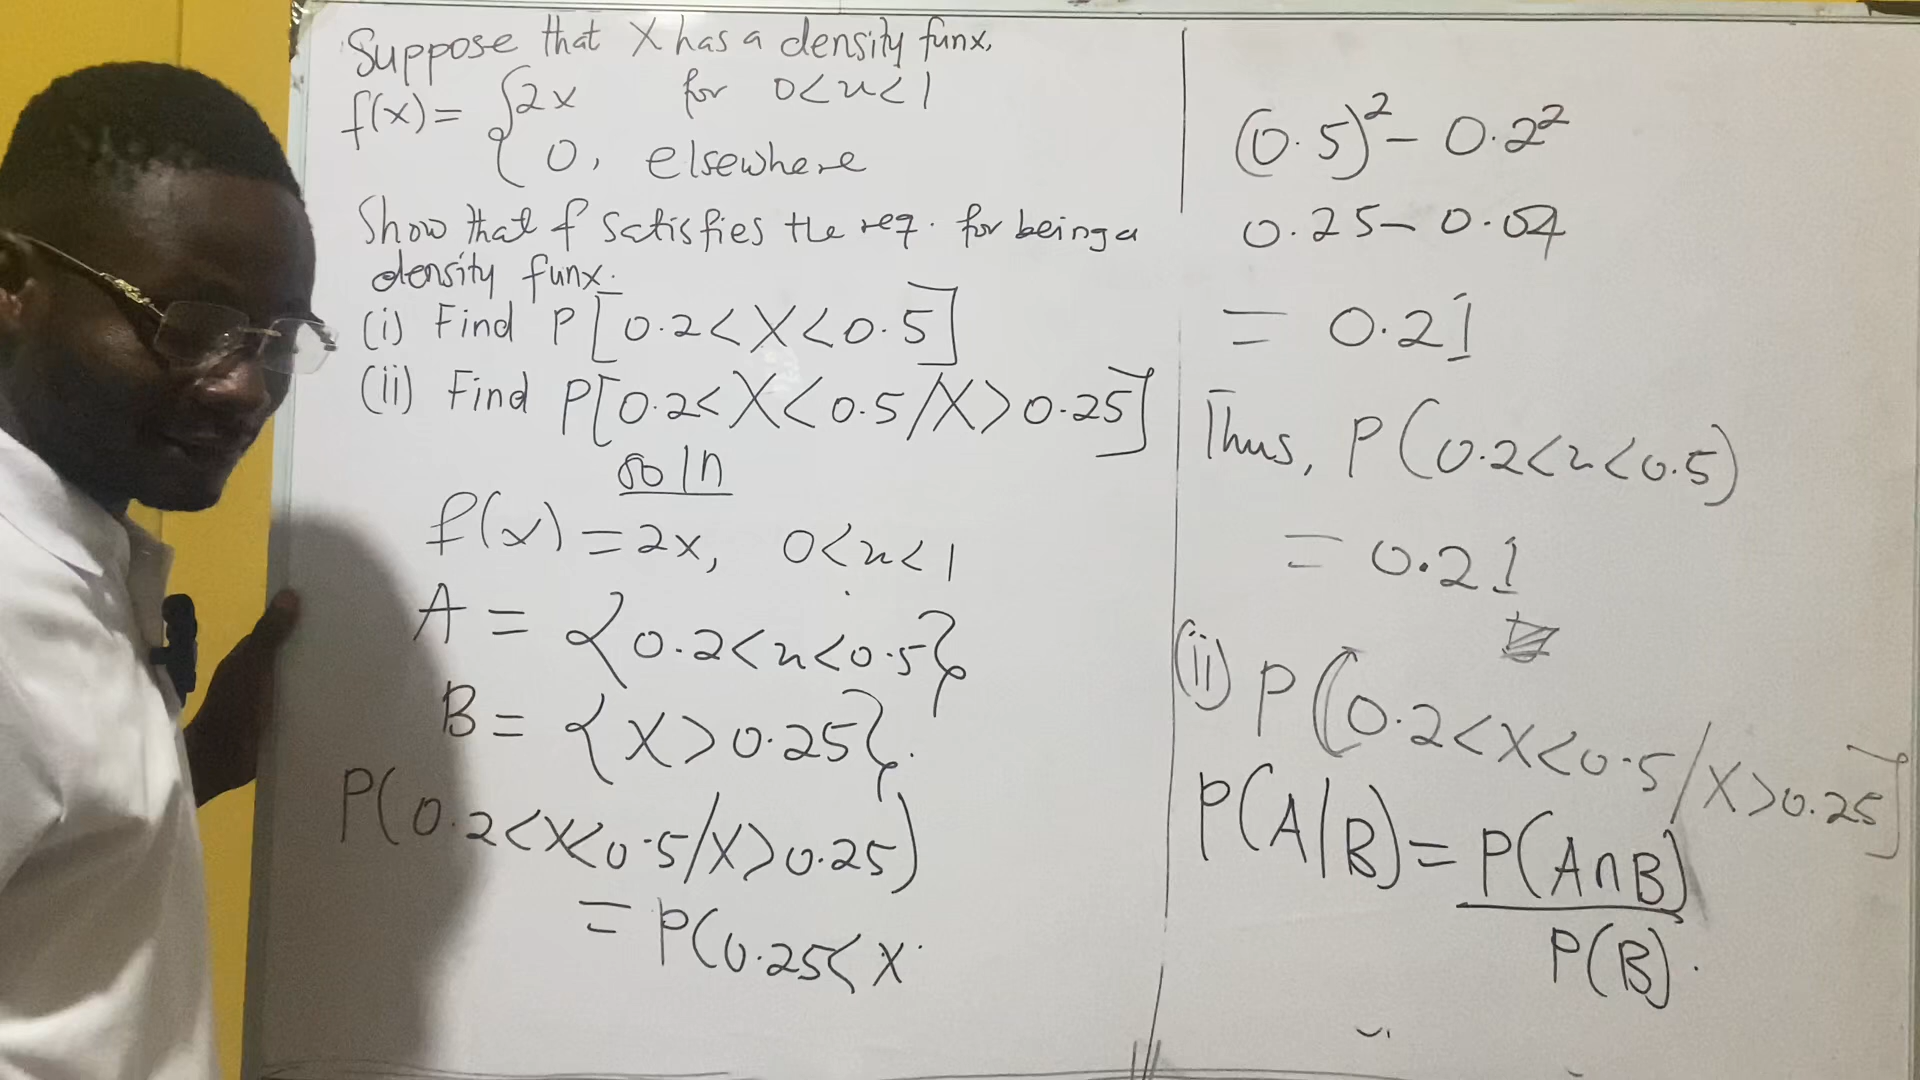 Suppose that X has a density funx.
f(x) = { 2x for 0<x<1
0, elsewhere
Show that f satisfies the req. for being a
density funx.
(i) Find P[0.2<X<0.5]
(ii) Find P[0.2<X<0.5/X>0.25]
soln
f(x) = 2x, 0<x<1
A = {0.2<x<0.5}
B = {X>0.25}.
P(0.2<X<0.5/X>0.25)
= P(0.25<X
(0.5)² - 0.2²
0.25 - 0.04
= 0.21
Thus, P(0.2<x<0.5)
= 0.21
(ii) P(0.2<X<0.5/X>0.25]
P(A|B) = P(A∩B)
P(B).